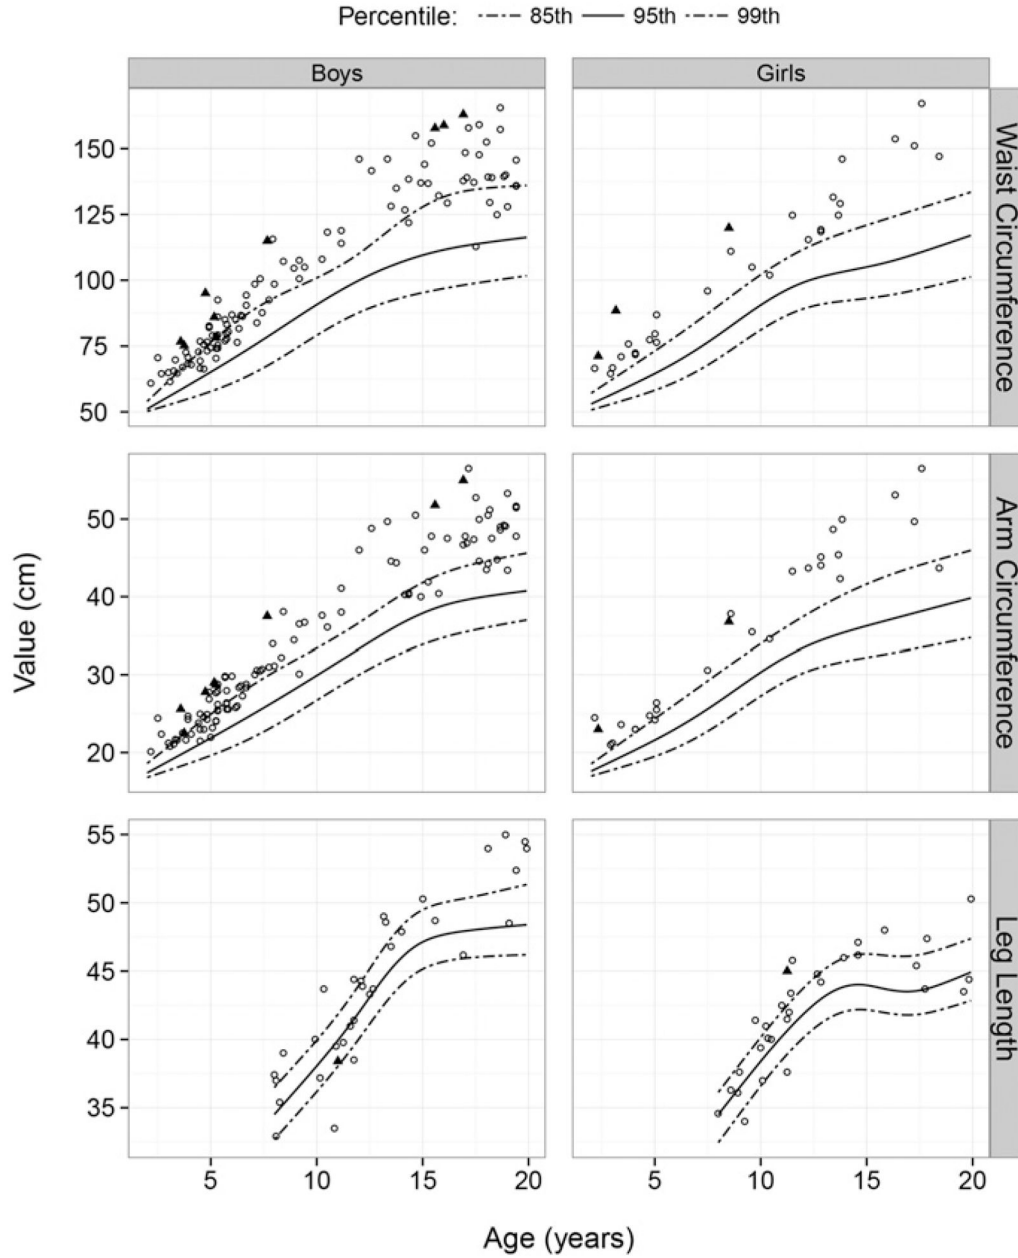 Percentile: 85th 95th 99th
Boys Girls
150
125
100
75
50
Waist Circumference
50
40
30
20
Arm Circumference
Value (cm)
55
50
45
40
35
Leg Length
5 10 15 20 5 10 15 20
Age (years)